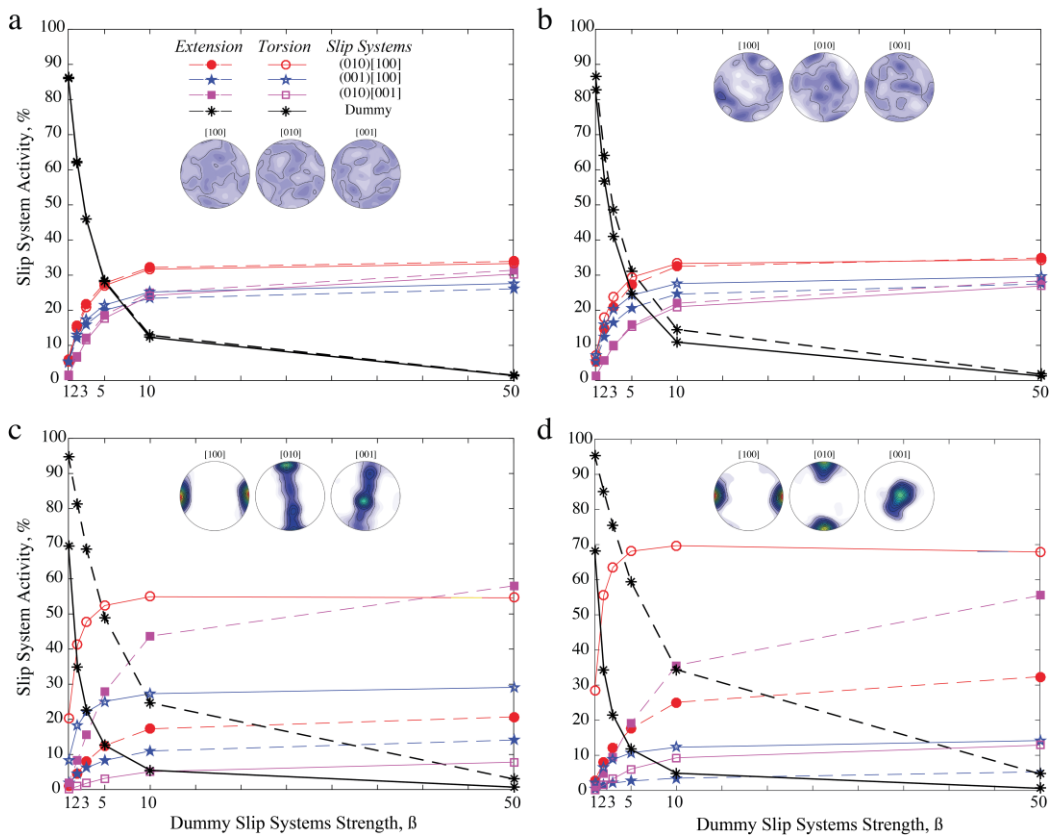 a
100
90
80
70
60
50
40
30
20
10
0
Slip System Activity, %
Extension Torsion Slip Systems
(010)[100]
(001)[100]
(010)[001]
Dummy
[100] [010] [001]
1 2 3 5 10 50
b
100
90
80
70
60
50
40
30
20
10
0
[100] [010] [001]
1 2 3 5 10 50
c
100
90
80
70
60
50
40
30
20
10
0
Slip System Activity, %
[100] [010] [001]
1 2 3 5 10 50
Dummy Slip Systems Strength, ß
d
100
90
80
70
60
50
40
30
20
10
0
[100] [010] [001]
1 2 3 5 10 50
Dummy Slip Systems Strength, ß